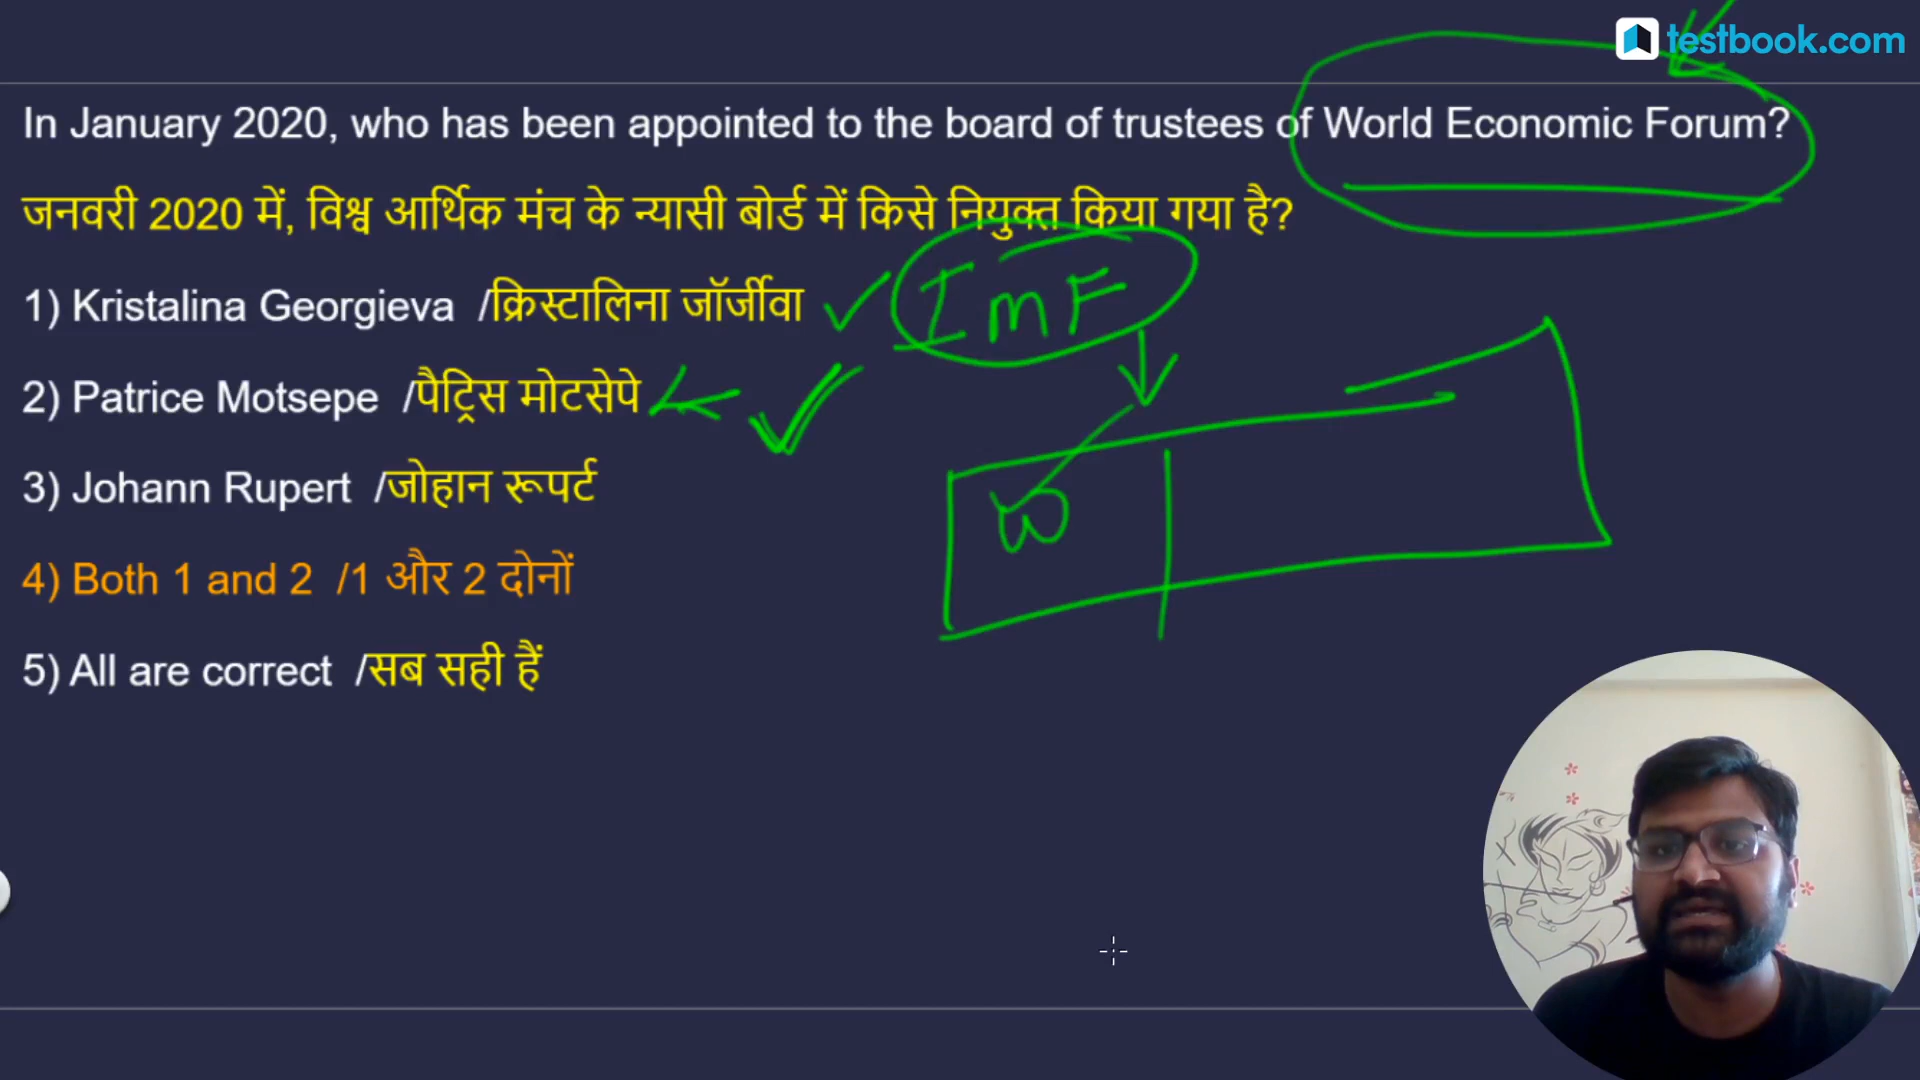 testbook.com
In January 2020, who has been appointed to the board of trustees of World Economic Forum?
जनवरी 2020 में, विश्व आर्थिक मंच के न्यासी बोर्ड में किसे नियुक्त किया गया है?
1) Kristalina Georgieva /क्रिस्टालिना जॉर्जीवा
ImF
2) Patrice Motsepe /पैट्रिस मोटसेपे
3) Johann Rupert /जोहान रूपर्ट
4) Both 1 and 2 /1 और 2 दोनों
5) All are correct /सब सही हैं